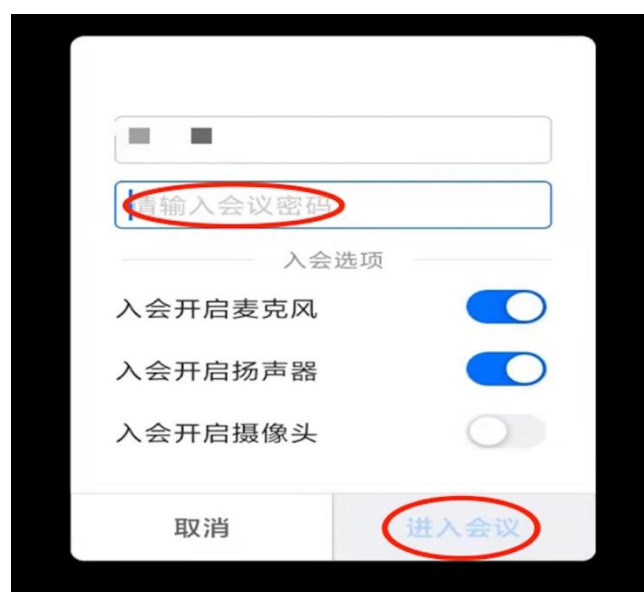 请输入会议密码
入会选项
入会开启麦克风
入会开启扬声器
入会开启摄像头
取消
进入会议